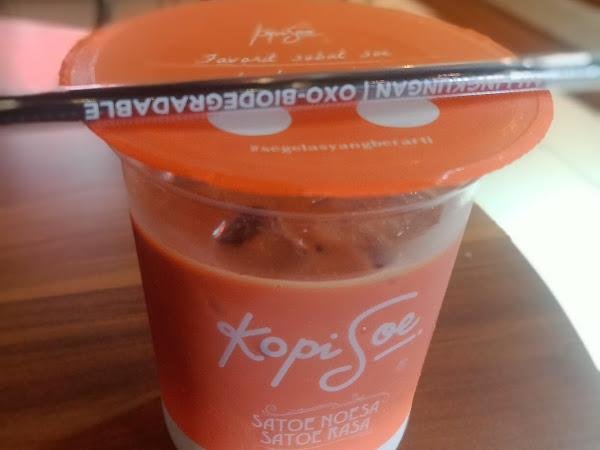 Kopi Soe
Favorit sobat soe
LINGKUNGAN | OXO-BIODEGRADABLE
#segelasyangberarti
Kopi Soe
SATOE NOESA
SATOE RASA